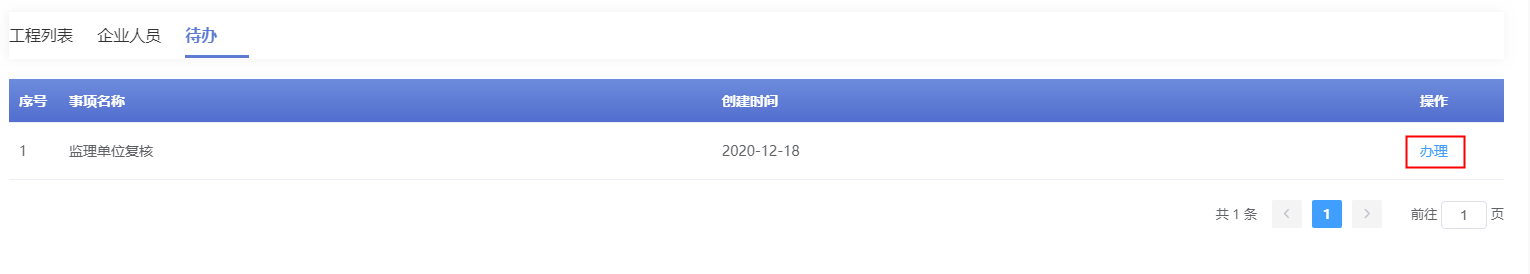 工程列表 企业人员 待办
序号 事项名称 创建时间 操作
1 监理单位复核 2020-12-18 办理
共 1 条 1 前往 1 页